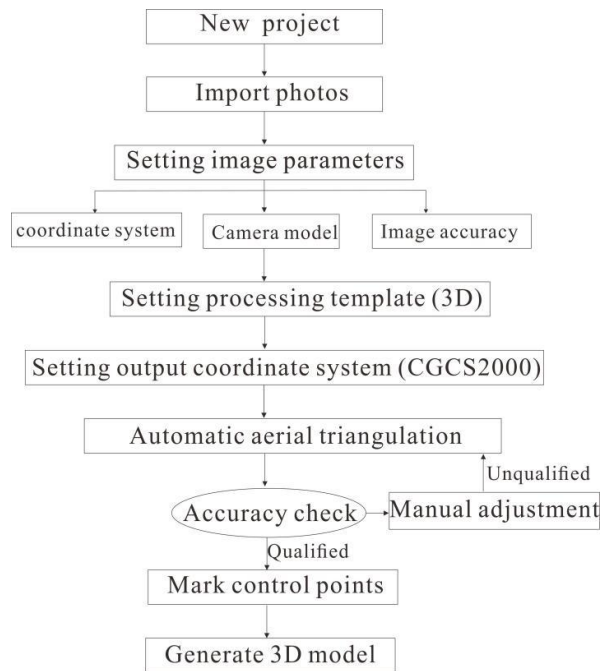 New project
Import photos
Setting image parameters
coordinate system
Camera model
Image accuracy
Setting processing template (3D)
Setting output coordinate system (CGCS2000)
Automatic aerial triangulation
Unqualified
Accuracy check
Manual adjustment
Qualified
Mark control points
Generate 3D model